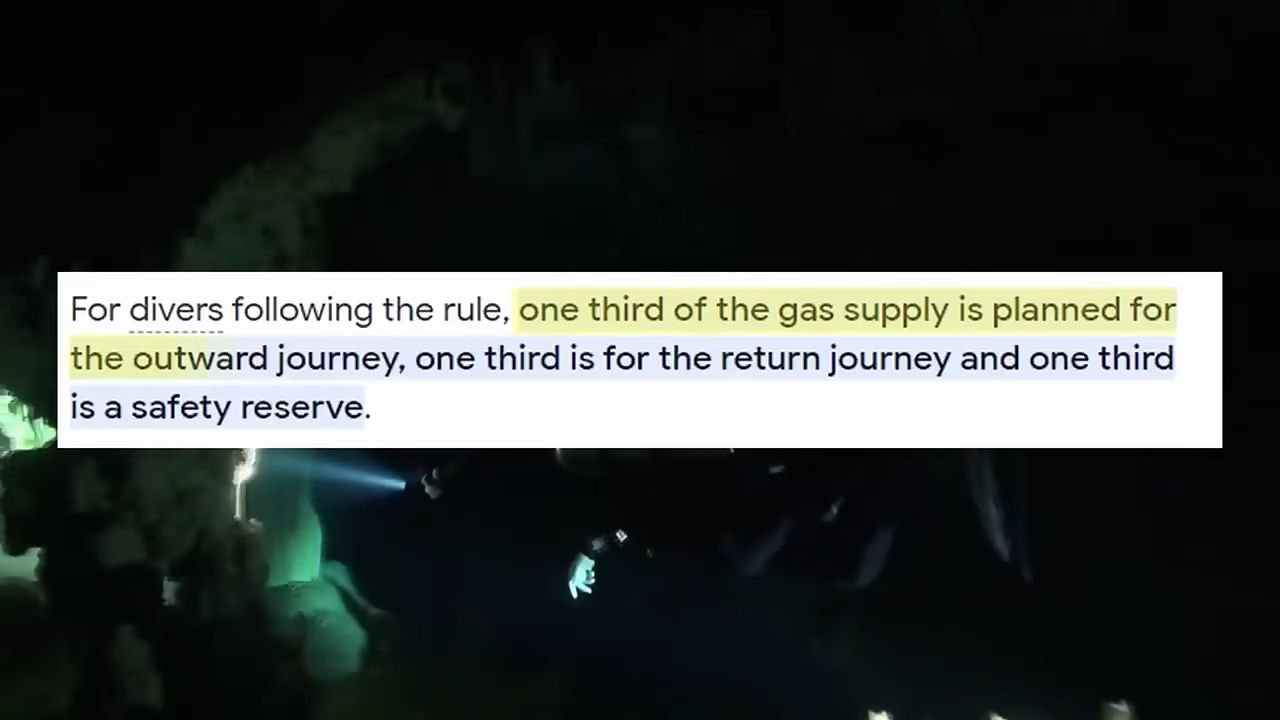 For divers following the rule, one third of the gas supply is planned for
the outward journey, one third is for the return journey and one third
is a safety reserve.